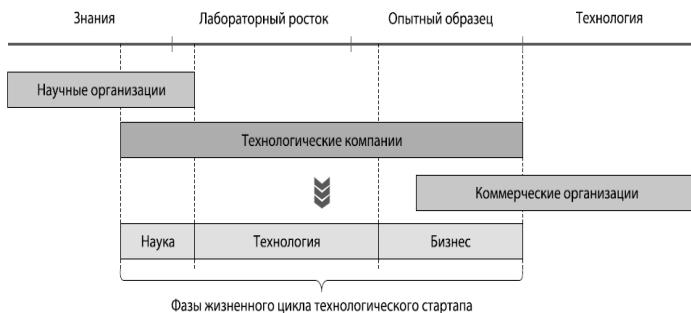 Знания Лабораторный росток Опытный образец Технология
Научные организации
Технологические компании
Коммерческие организации
Наука Технология Бизнес
Фазы жизненного цикла технологического стартапа